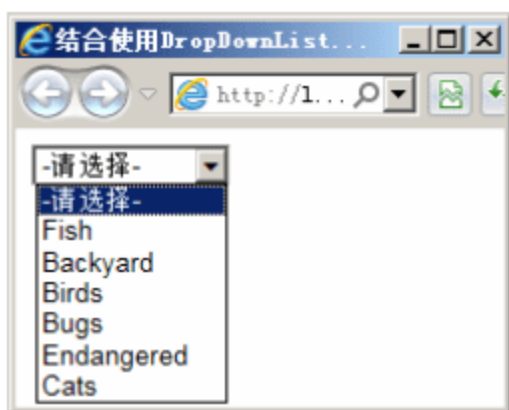 结合使用DropDownList...
http://l...
-请选择-
-请选择-
Fish
Backyard
Birds
Bugs
Endangered
Cats